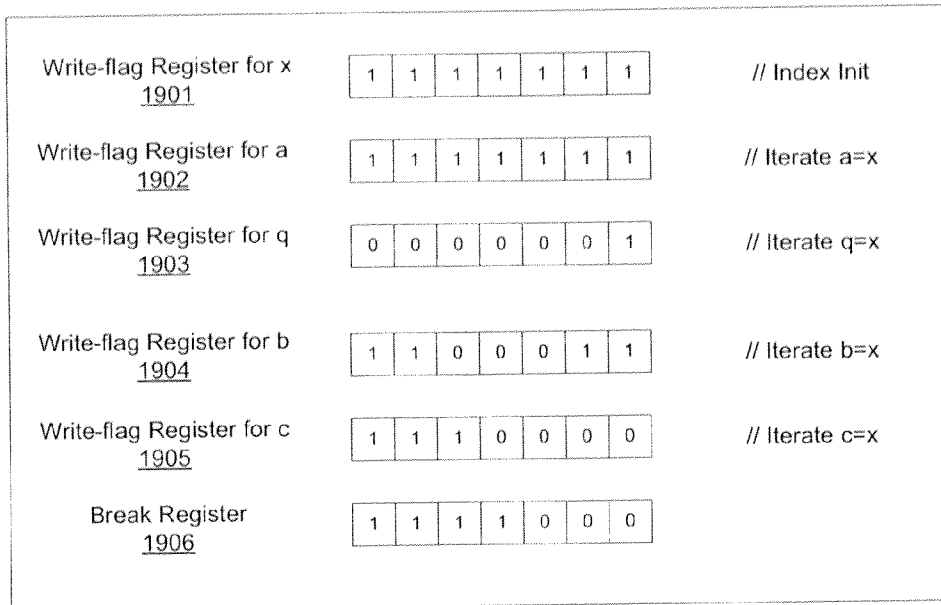 Write-flag Register for x 1 1 1 1 1 1 1 // Index Init
1901
Write-flag Register for a 1 1 1 1 1 1 1 // Iterate a=x
1902
Write-flag Register for q 0 0 0 0 0 0 1 // Iterate q=x
1903
Write-flag Register for b 1 1 0 0 0 1 1 // Iterate b=x
1904
Write-flag Register for c 1 1 1 0 0 0 0 // Iterate c=x
1905
Break Register 1 1 1 1 0 0 0
1906